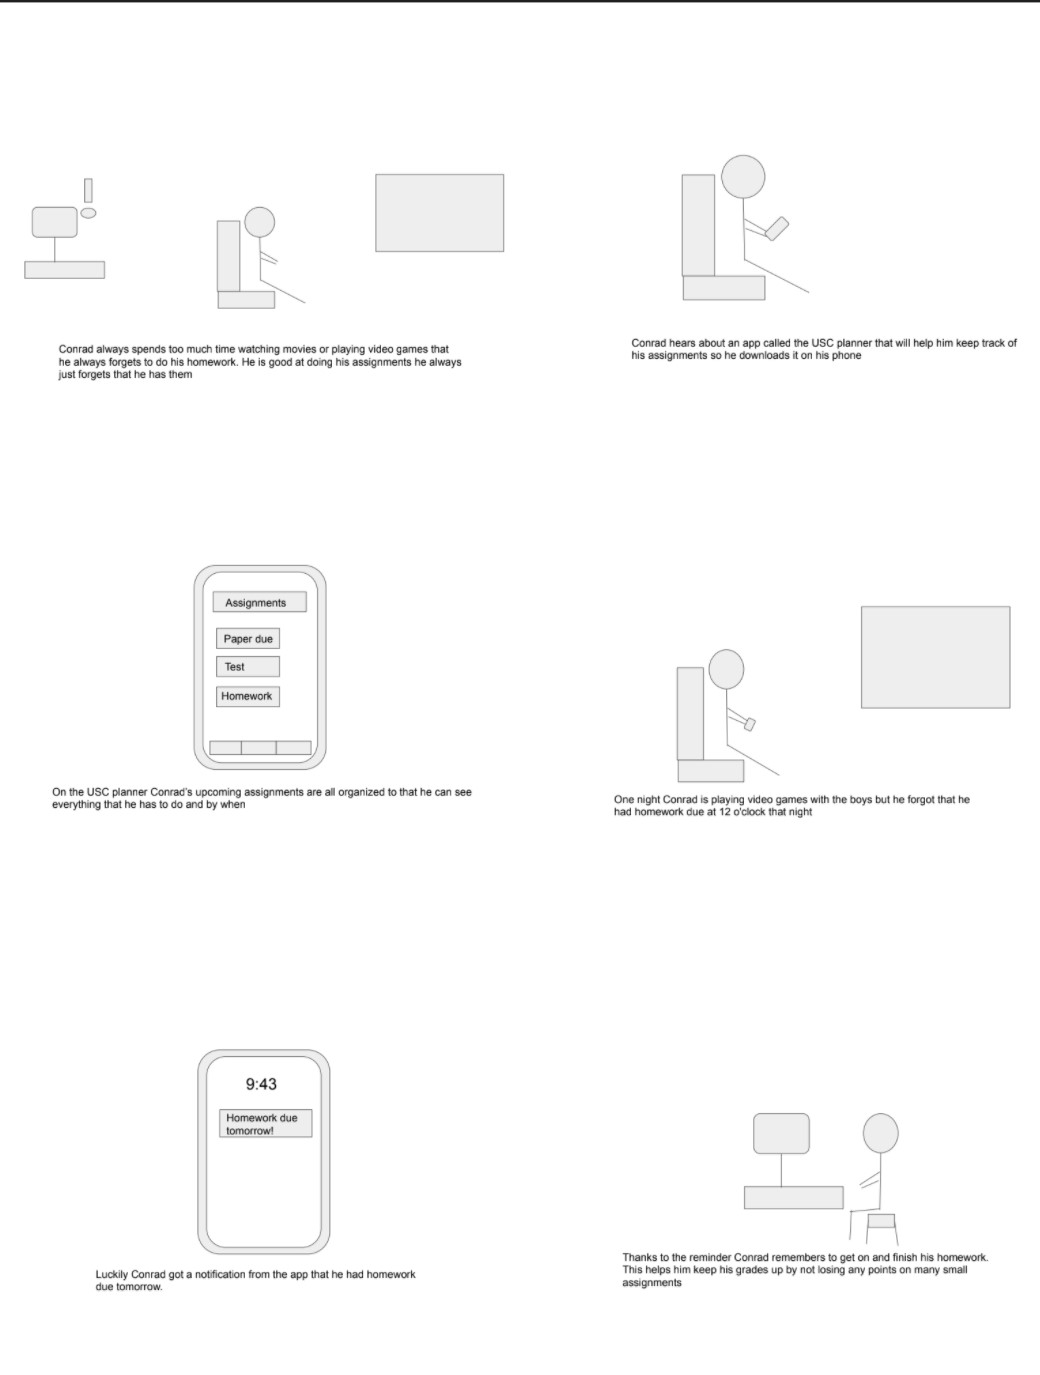 Conrad always spends too much time watching movies or playing video games that
he always forgets to do his homework. He is good at doing his assignments he always
just forgets that he has them
Conrad hears about an app called the USC planner that will help him keep track of
his assignments so he downloads it on his phone
Assignments
Paper due
Test
Homework
On the USC planner Conrad's upcoming assignments are all organized to that he can see
everything that he has to do and by when
One night Conrad is playing video games with the boys but he forgot that he
had homework due at 12 o'clock that night
9:43
Homework due
tomorrow!
Luckily Conrad got a notification from the app that he had homework
due tomorrow.
Thanks to the reminder Conrad remembers to get on and finish his homework.
This helps him keep his grades up by not losing any points on many small
assignments